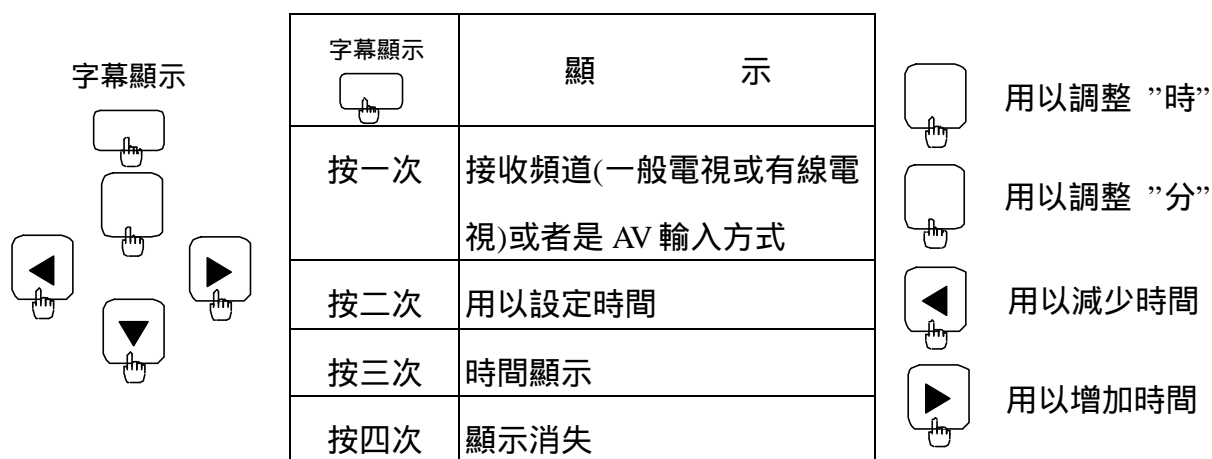 字幕顯示
字幕顯示
顯 示
按一次
接收頻道(一般電視或有線電
視)或者是 AV 輸入方式
按二次
用以設定時間
按三次
時間顯示
按四次
顯示消失
用以調整 ”時”
用以調整 ”分”
用以減少時間
用以增加時間